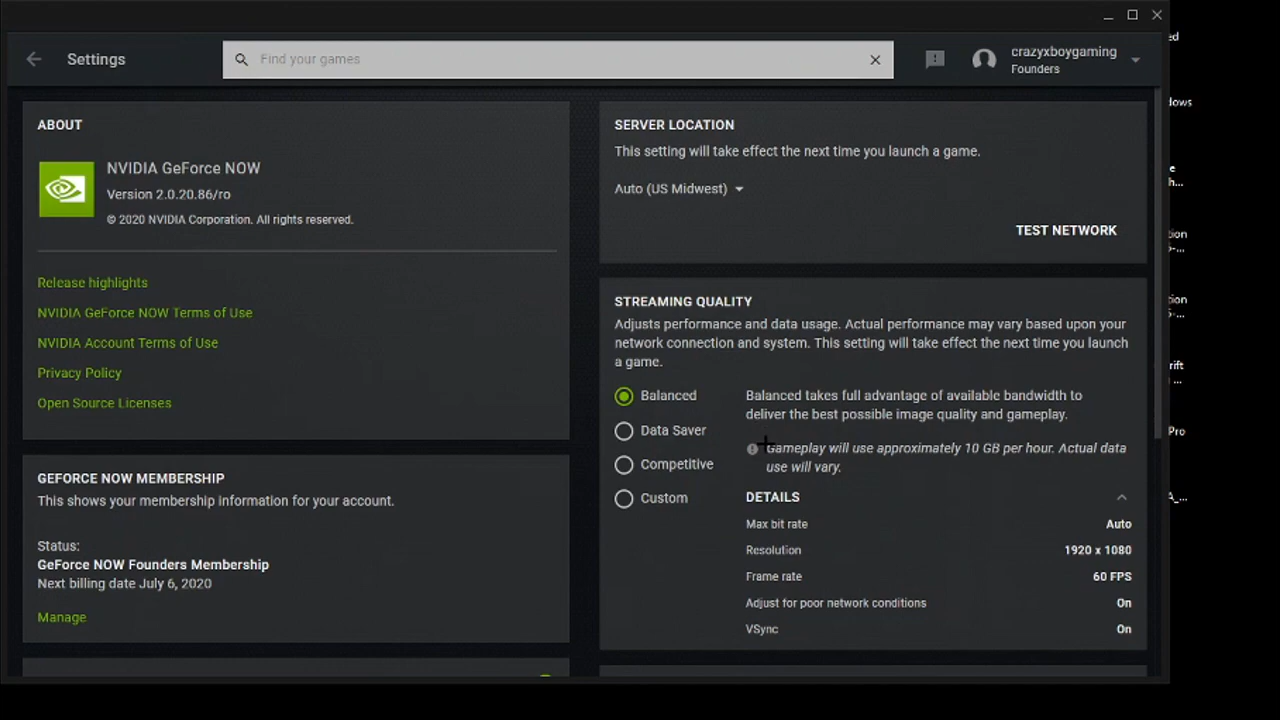 Settings
Find your games
crazyxboygaming
Founders
ABOUT
NVIDIA GeForce NOW
Version 2.0.20.86/ro
© 2020 NVIDIA Corporation. All rights reserved.
Release highlights
NVIDIA GeForce NOW Terms of Use
NVIDIA Account Terms of Use
Privacy Policy
Open Source Licenses
GEFORCE NOW MEMBERSHIP
This shows your membership information for your account.
Status:
GeForce NOW Founders Membership
Next billing date July 6, 2020
Manage
SERVER LOCATION
This setting will take effect the next time you launch a game.
Auto (US Midwest)
TEST NETWORK
STREAMING QUALITY
Adjusts performance and data usage. Actual performance may vary based upon your
network connection and system. This setting will take effect the next time you launch
a game.
Balanced
Data Saver
Competitive
Custom
Balanced takes full advantage of available bandwidth to
deliver the best possible image quality and gameplay.
Gameplay will use approximately 10 GB per hour. Actual data
use will vary.
DETAILS
Max bit rate Auto
Resolution 1920 x 1080
Frame rate 60 FPS
Adjust for poor network conditions On
VSync On
ed
lows
e
h...
tion
-...
tion
-...
rift
...
Pro
A_...